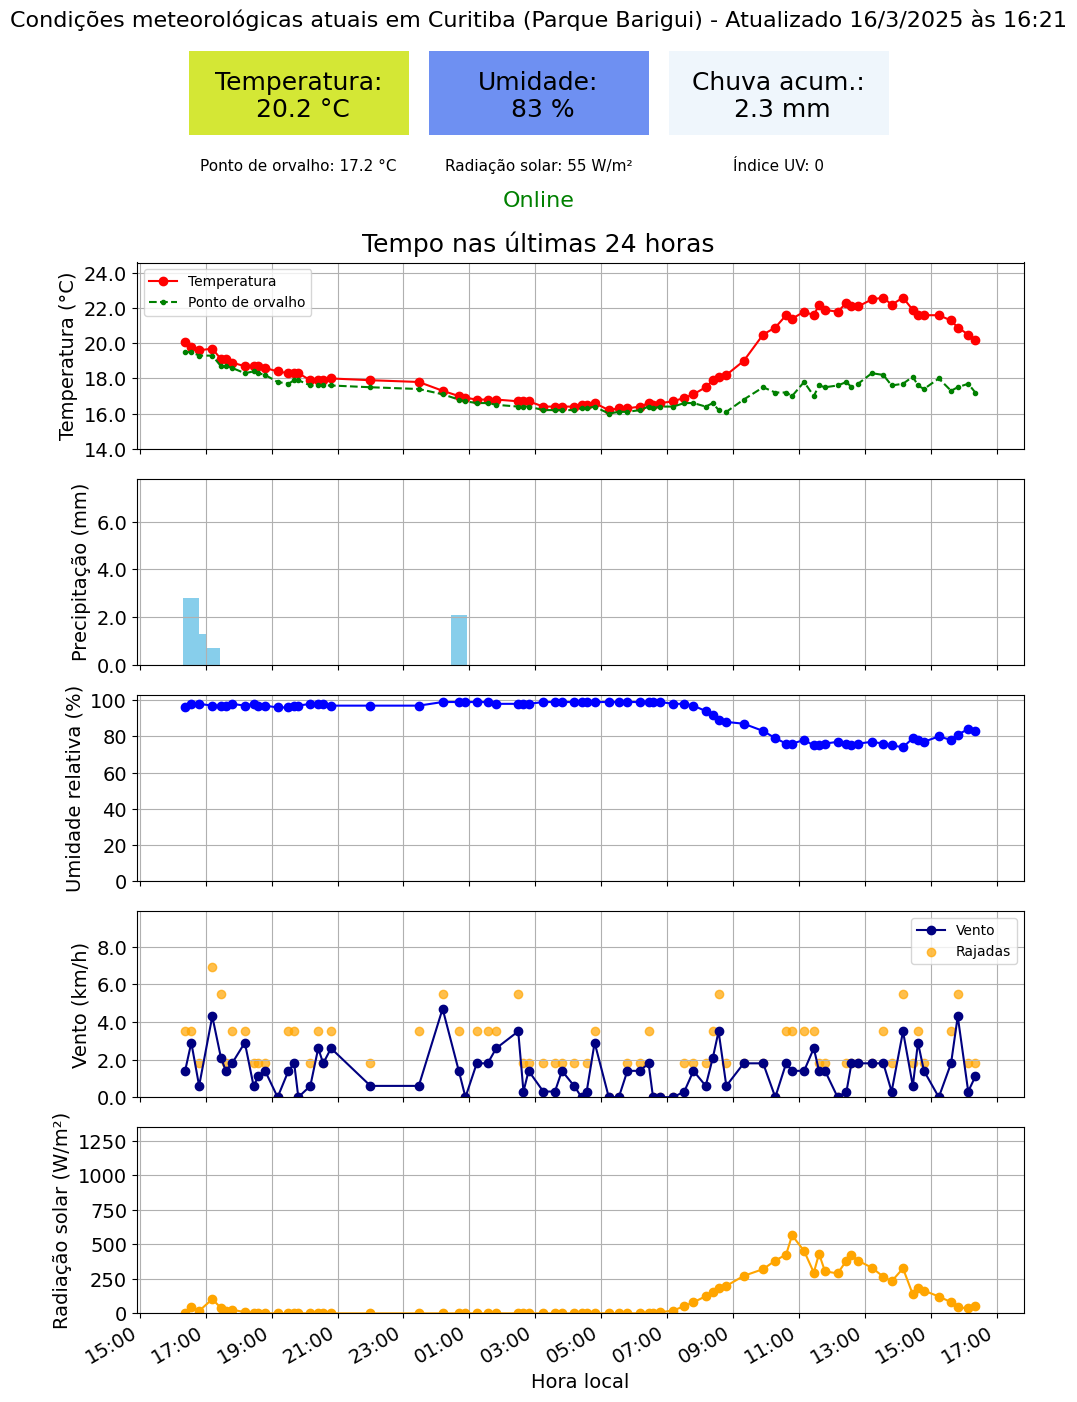 Condições meteorológicas atuais em Curitiba (Parque Barigui) - Atualizado 16/3/2025 às 16:21
Temperatura:
20.2 °C
Umidade:
83 %
Chuva acum.:
2.3 mm
Ponto de orvalho: 17.2 °C
Radiação solar: 55 W/m²
Índice UV: 0
Online
Tempo nas últimas 24 horas
Temperatura (°C)
24.0
22.0
20.0
18.0
16.0
14.0
Temperatura
Ponto de orvalho
Precipitação (mm)
6.0
4.0
2.0
0.0
Umidade relativa (%)
100
80
60
40
20
0
Vento (km/h)
8.0
6.0
4.0
2.0
0.0
Vento
Rajadas
Radiação solar (W/m²)
1250
1000
750
500
250
0
15:00
17:00
19:00
21:00
23:00
01:00
03:00
05:00
07:00
09:00
11:00
13:00
15:00
17:00
Hora local